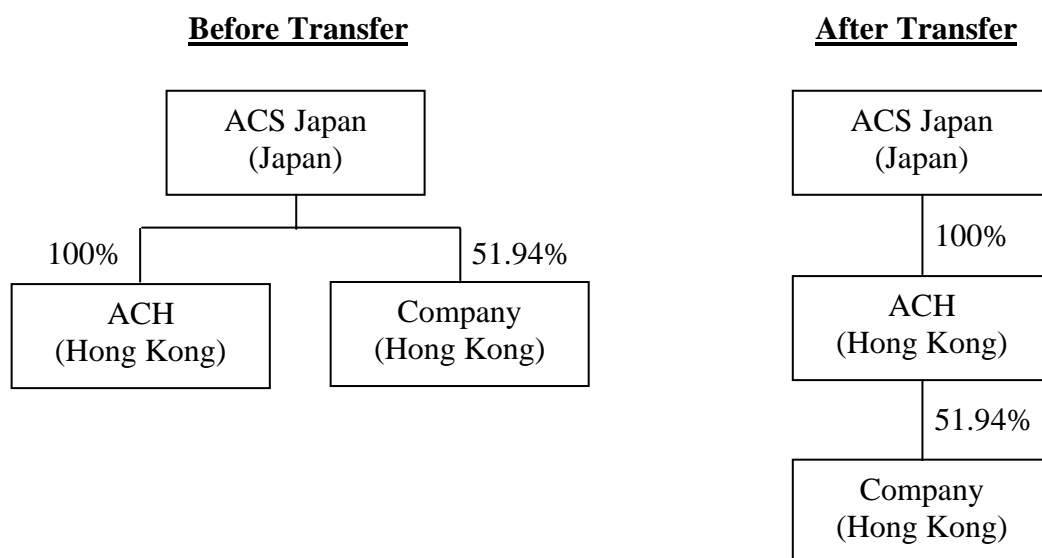 Before Transfer
ACS Japan
(Japan)
100%
51.94%
ACH
(Hong Kong)
Company
(Hong Kong)
After Transfer
ACS Japan
(Japan)
100%
ACH
(Hong Kong)
51.94%
Company
(Hong Kong)